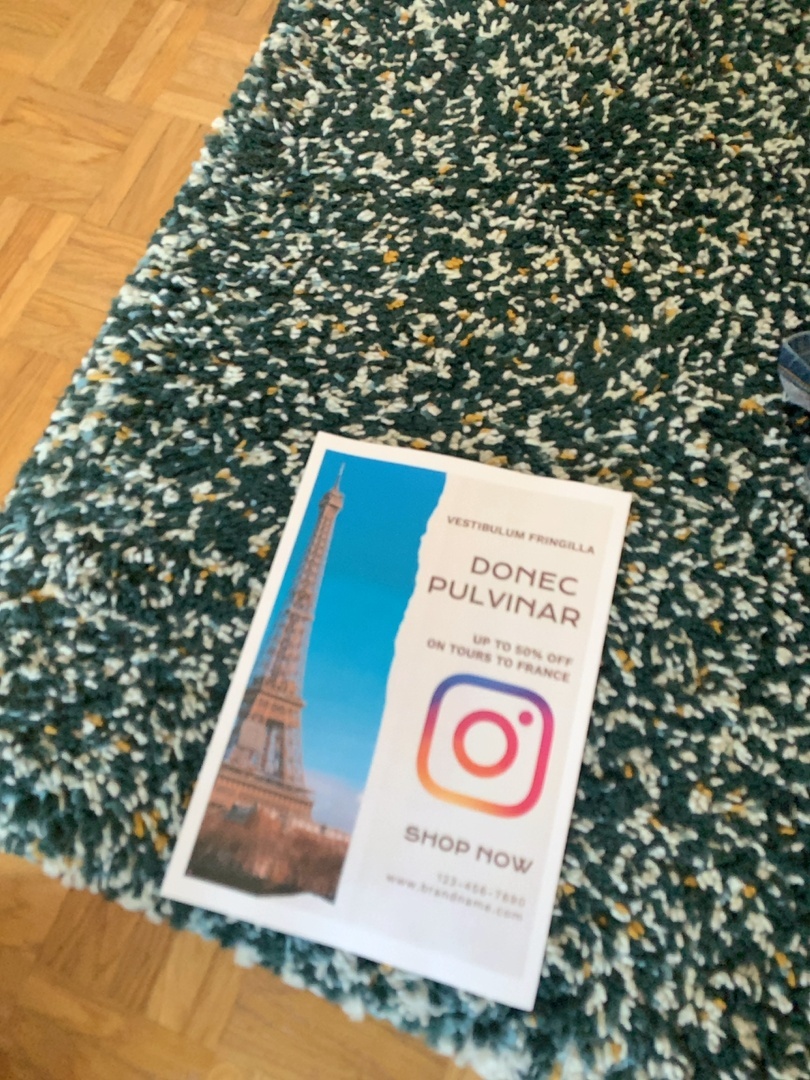 VESTIBULUM FRINGILLA
DONEC
PULVINAR
UP TO 50% OFF
ON TOURS TO FRANCE
SHOP NOW
123-456-7890
www.brandname.com